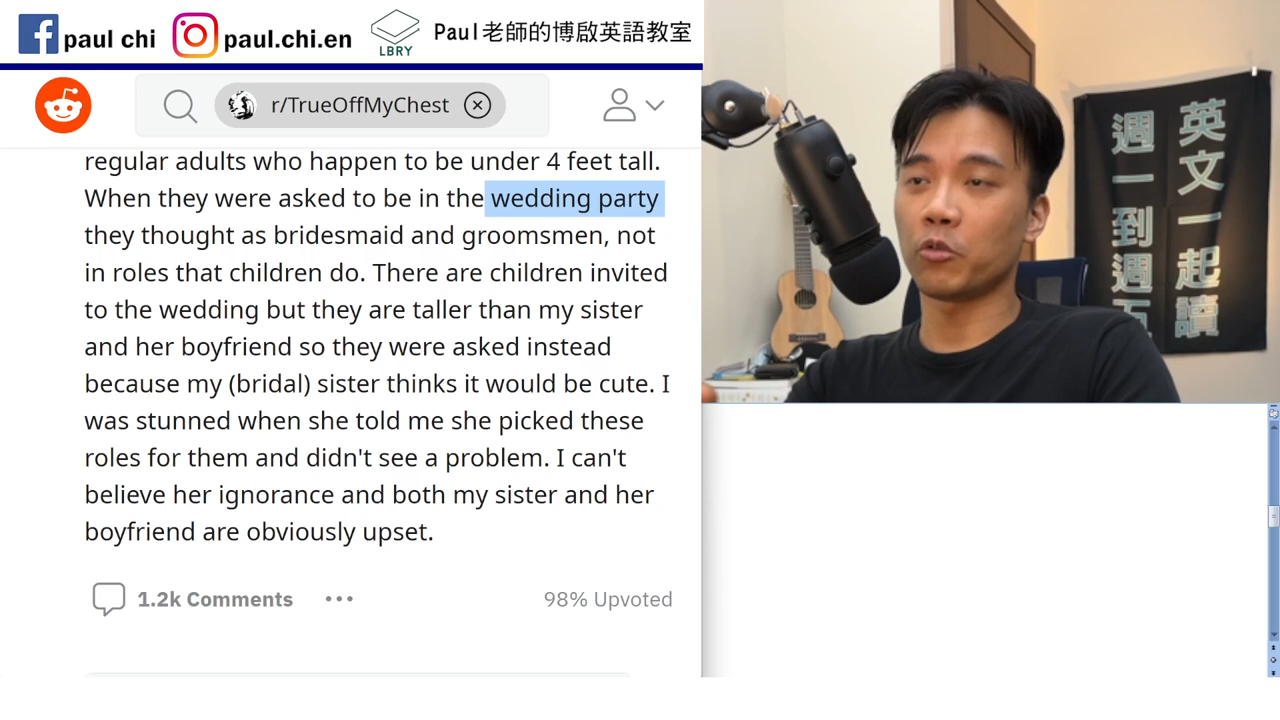 paul chi
paul.chi.en
LBRY
Paul老師的博啟英語教室
r/TrueOffMyChest
regular adults who happen to be under 4 feet tall.
When they were asked to be in the wedding party
they thought as bridesmaid and groomsmen, not
in roles that children do. There are children invited
to the wedding but they are taller than my sister
and her boyfriend so they were asked instead
because my (bridal) sister thinks it would be cute. I
was stunned when she told me she picked these
roles for them and didn't see a problem. I can't
believe her ignorance and both my sister and her
boyfriend are obviously upset.
1.2k Comments
98% Upvoted
英文一起讀
週一到週五